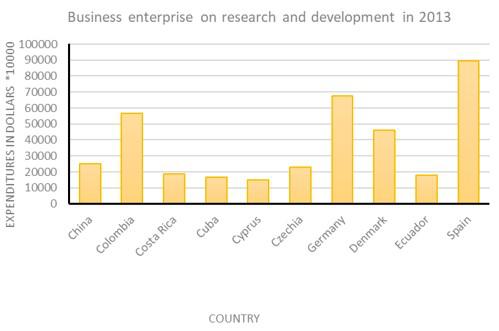 Business enterprise on research and development in 2013
EXPENDITURES IN DOLLARS *10000
100000
90000
80000
70000
60000
50000
40000
30000
20000
10000
0
China
Colombia
Costa Rica
Cuba
Cyprus
Czechia
Germany
Denmark
Ecuador
Spain
COUNTRY